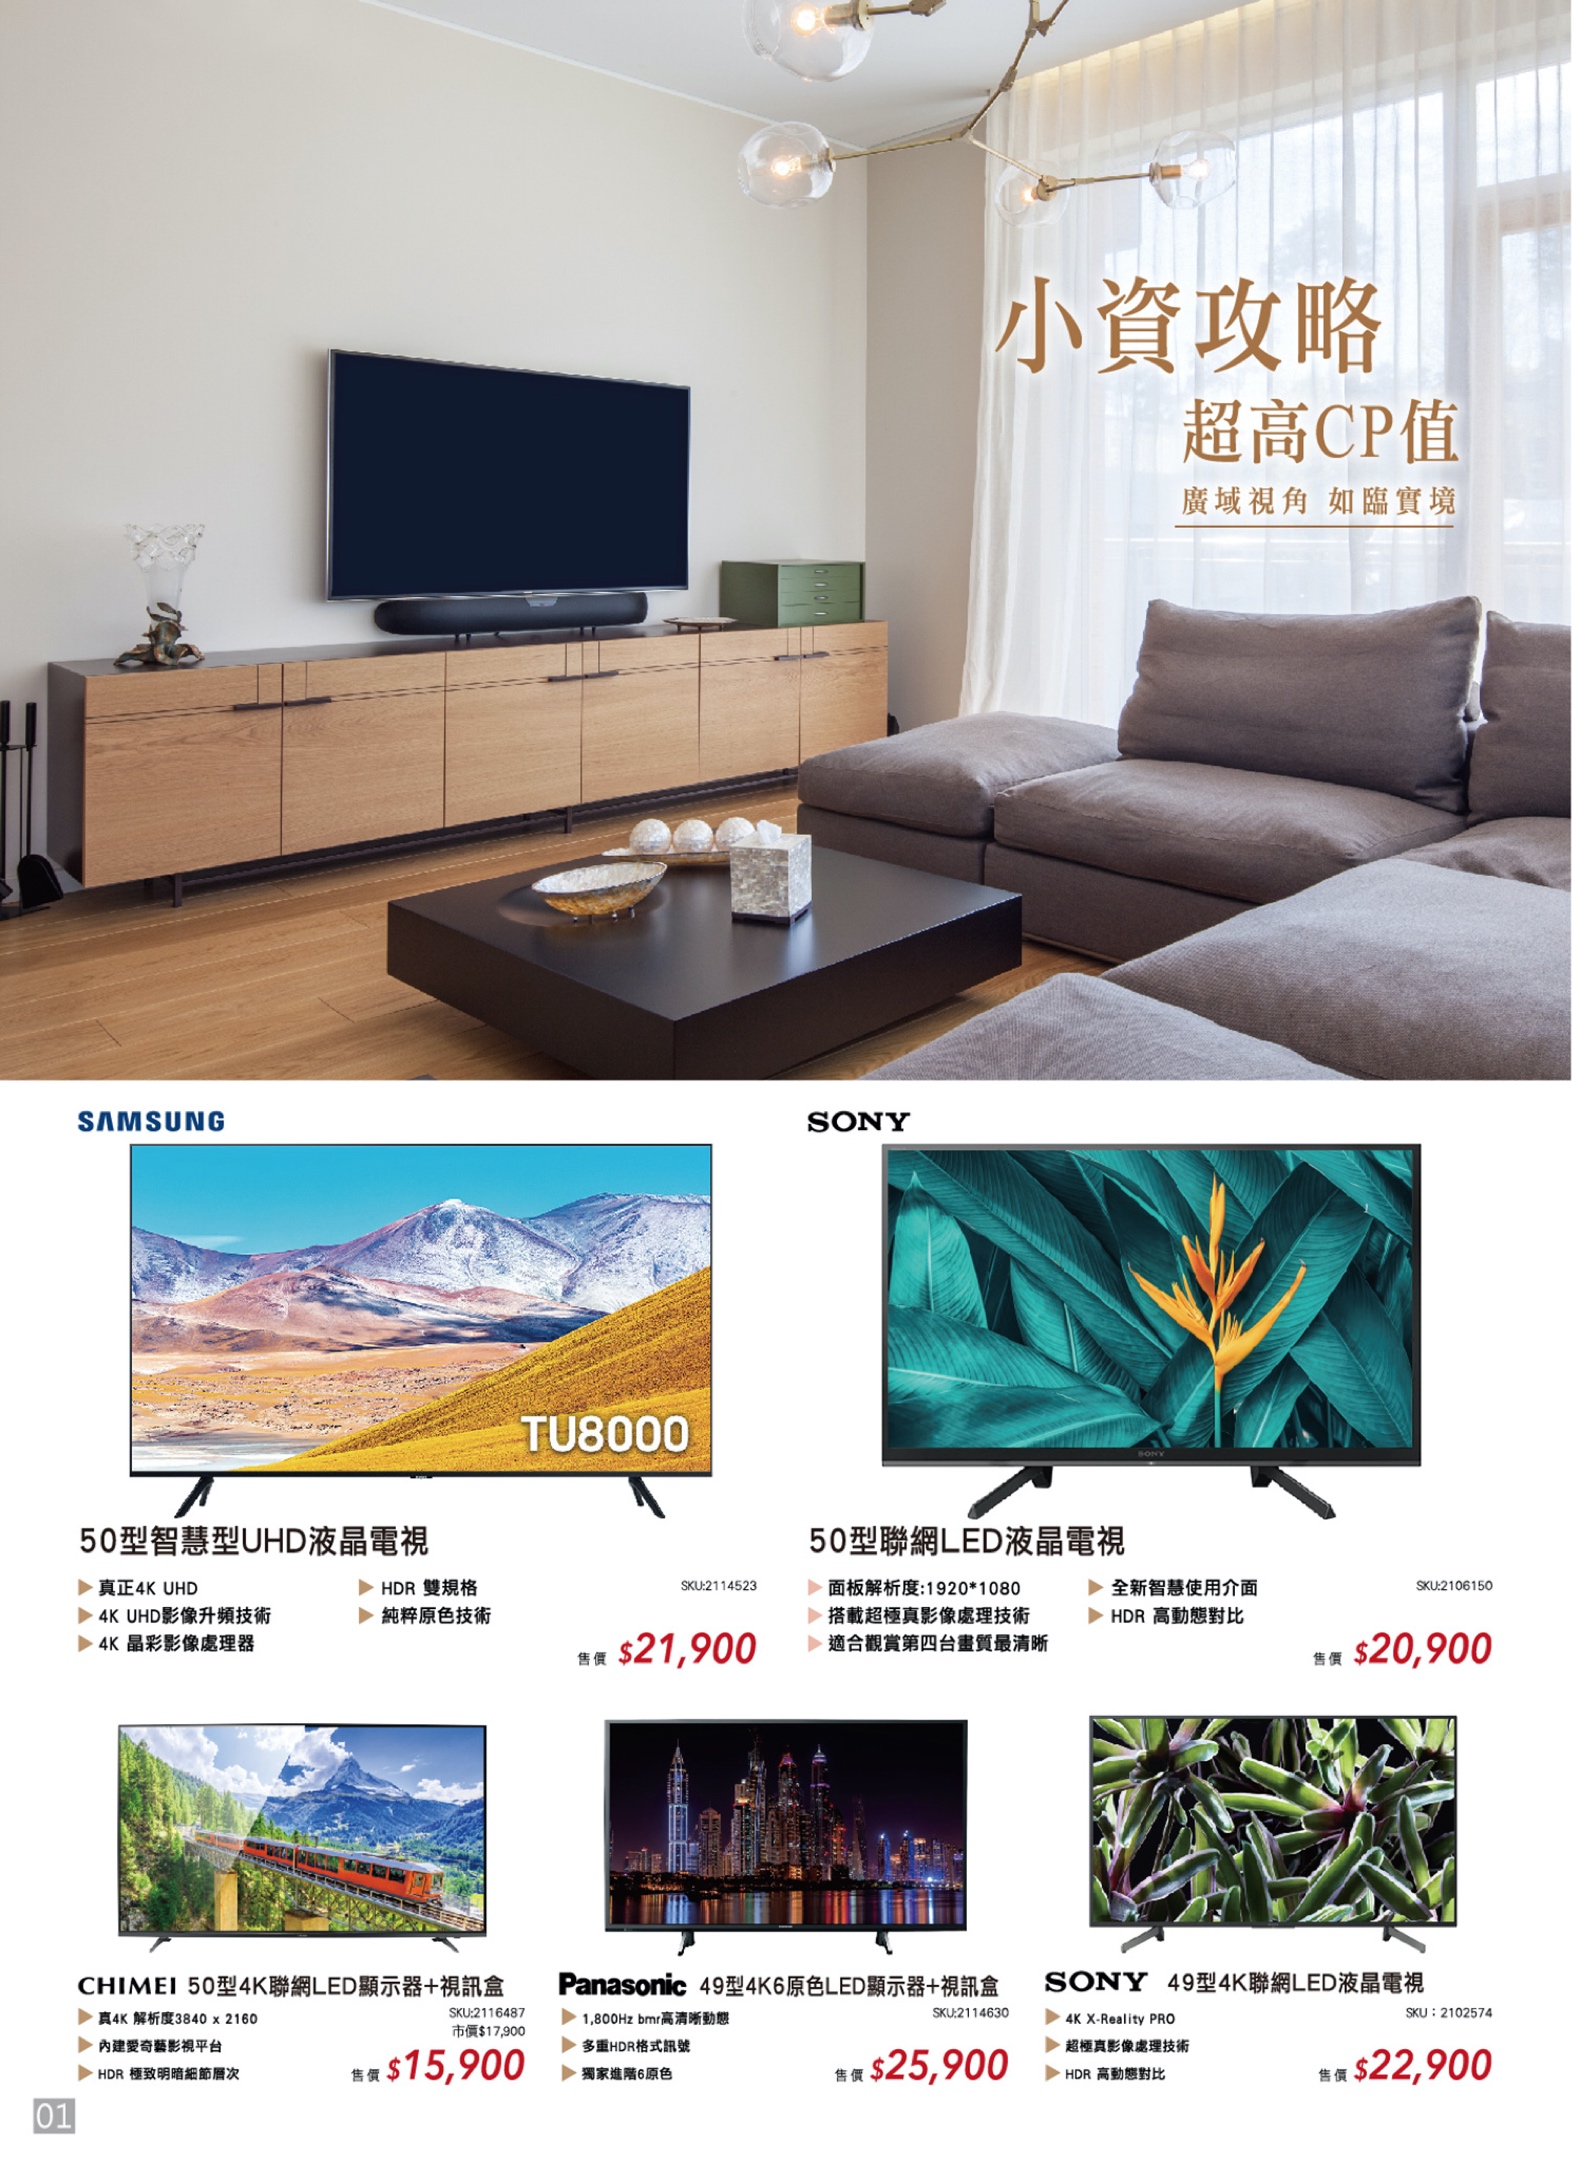 小資攻略
超高CP值
廣域視角 如臨實境
SAMSUNG
TU8000
50型智慧型UHD液晶電視
▶ 真正4K UHD
▶ 4K UHD影像升頻技術
▶ 4K 晶彩影像處理器
▶ HDR 雙規格
▶ 純粹原色技術
SKU:2114523
售價 $21,900
SONY
SONY
50型聯網LED液晶電視
▶ 面板解析度:1920*1080
▶ 搭載超極真影像處理技術
▶ 適合觀賞第四台畫質最清晰
▶ 全新智慧使用介面
▶ HDR 高動態對比
SKU:2106150
售價 $20,900
CHIMEI 50型4K聯網LED顯示器+視訊盒
▶ 真4K 解析度3840 x 2160
▶ 內建愛奇藝影視平台
▶ HDR 極致明暗細節層次
SKU:2116487
市價$17,900
售價 $15,900
Panasonic 49型4K6原色LED顯示器+視訊盒
▶ 1,800Hz bmr高清晰動態
▶ 多重HDR格式訊號
▶ 獨家進階6原色
SKU:2114630
售價 $25,900
SONY 49型4K聯網LED液晶電視
▶ 4K X-Reality PRO
▶ 超極真影像處理技術
▶ HDR 高動態對比
SKU：2102574
售價 $22,900
01